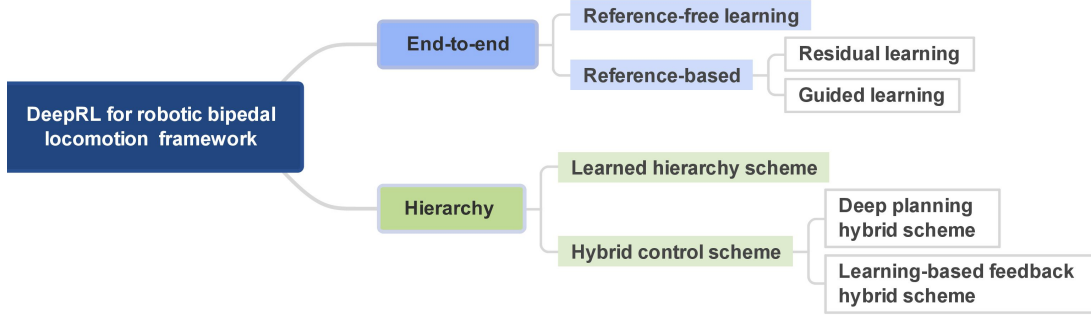 DeepRL for robotic bipedal
locomotion framework
End-to-end
Reference-free learning
Reference-based
Residual learning
Guided learning
Hierarchy
Learned hierarchy scheme
Hybrid control scheme
Deep planning
hybrid scheme
Learning-based feedback
hybrid scheme